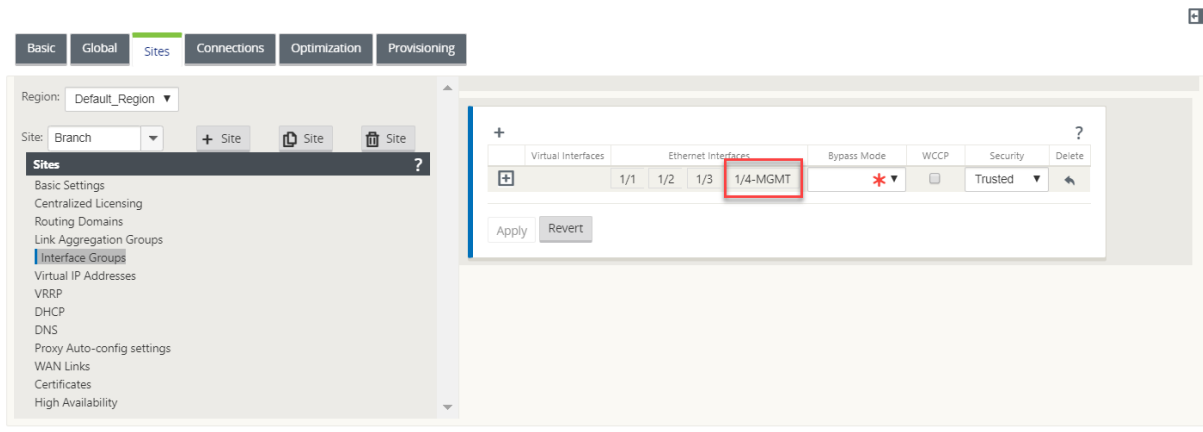 Basic Global Sites Connections Optimization Provisioning
Region: Default_Region
Site: Branch + Site Site Site
Sites ?
Basic Settings
Centralized Licensing
Routing Domains
Link Aggregation Groups
Interface Groups
Virtual IP Addresses
VRRP
DHCP
DNS
Proxy Auto-config settings
WAN Links
Certificates
High Availability
+ ?
Virtual Interfaces Ethernet Interfaces Bypass Mode WCCP Security Delete
1/1 1/2 1/3 1/4-MGMT Trusted
Apply Revert